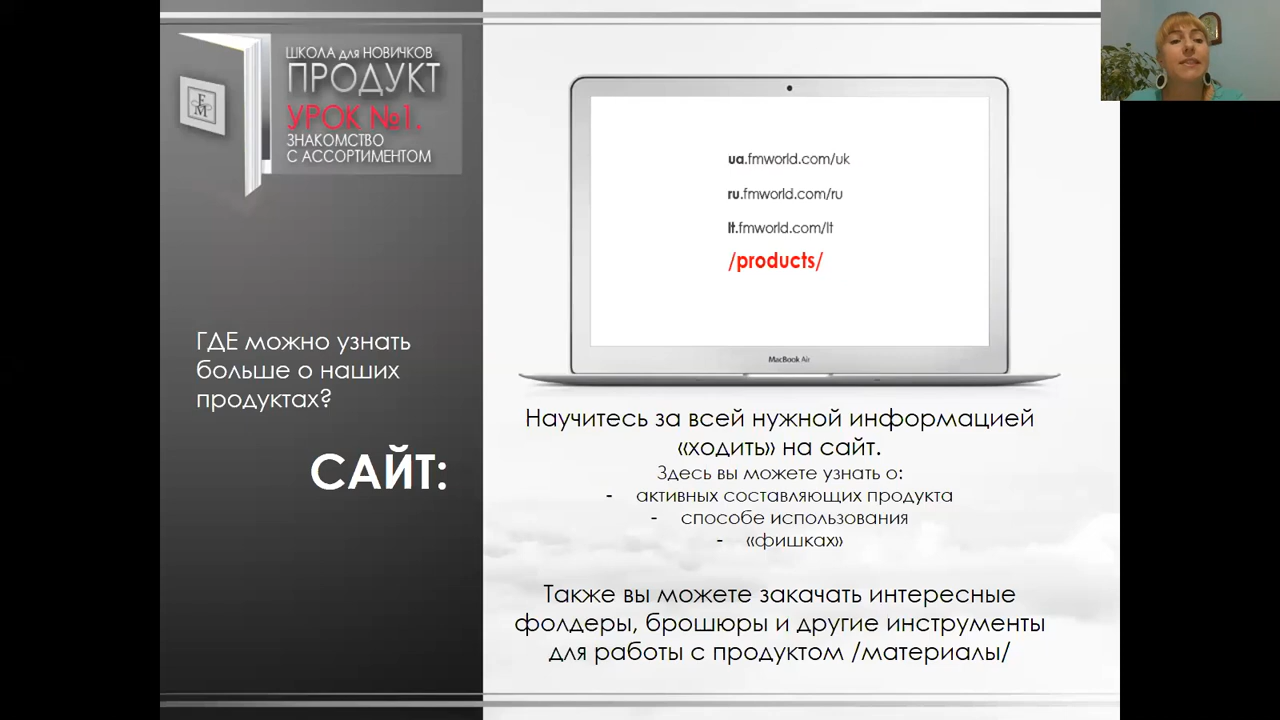 ШКОЛА для НОВИЧКОВ
ПРОДУКТ
УРОК №1.
ЗНАКОМСТВО
С АССОРТИМЕНТОМ
FM
ГДЕ можно узнать
больше о наших
продуктах?
САЙТ:
ua.fmworld.com/uk
ru.fmworld.com/ru
lt.fmworld.com/lt
/products/
MacBook Air
Научитесь за всей нужной информацией
«ходить» на сайт.
Здесь вы можете узнать о:
- активных составляющих продукта
- способе использования
- «фишках»
Также вы можете закачать интересные
фолдеры, брошюры и другие инструменты
для работы с продуктом /материалы/